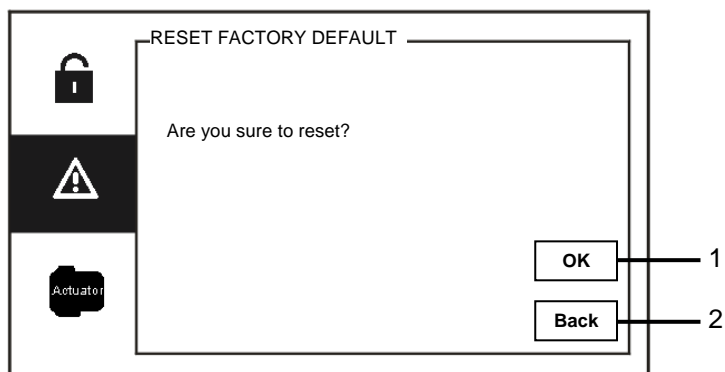 RESET FACTORY DEFAULT
Are you sure to reset?
Actuator
OK
1
Back
2